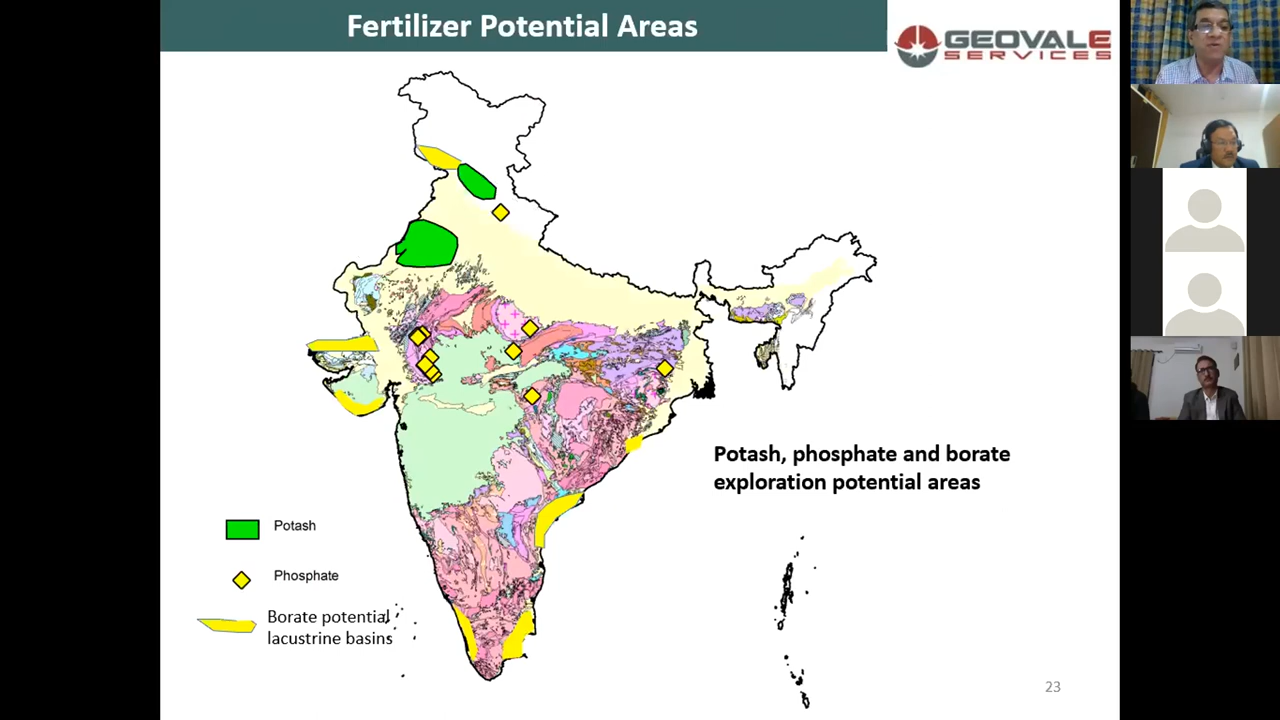 Fertilizer Potential Areas
GEOVALE
SERVICES
Potash, phosphate and borate
exploration potential areas
Potash
Phosphate
Borate potential
lacustrine basins
23